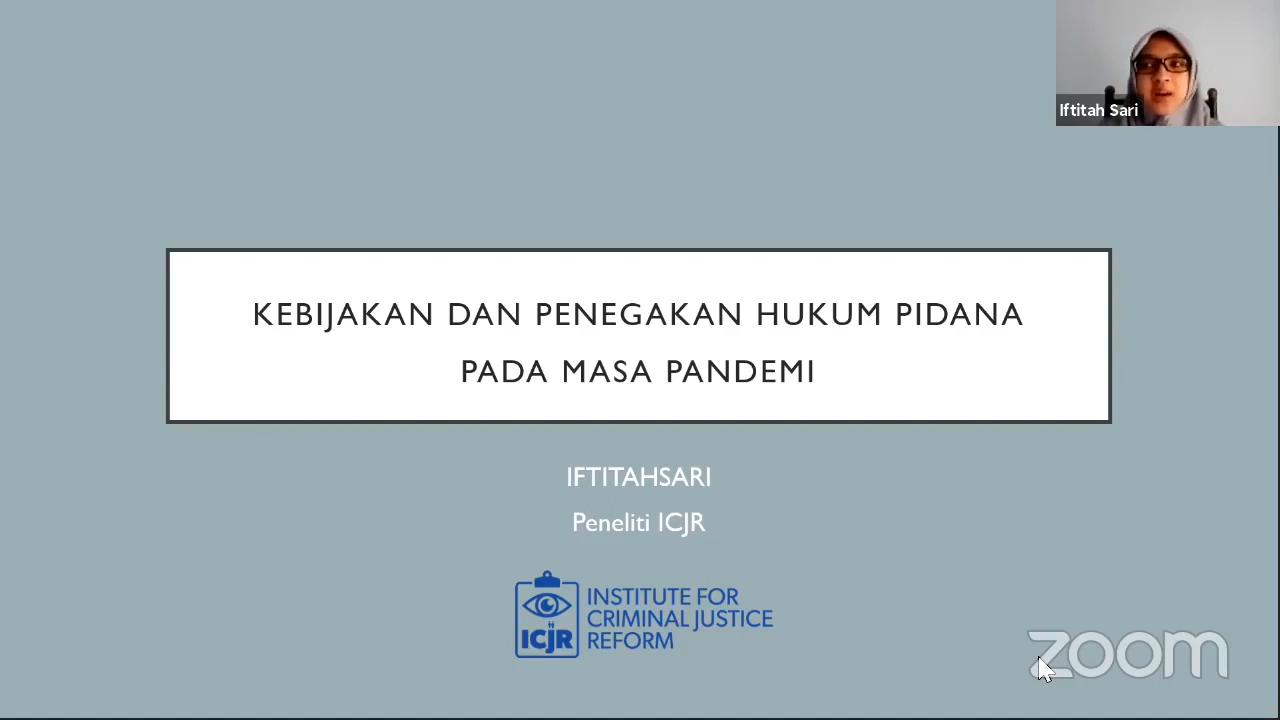 Iftitah Sari
KEBIJAKAN DAN PENEGAKAN HUKUM PIDANA
PADA MASA PANDEMI
IFTITAHSARI
Peneliti ICJR
ICJR
INSTITUTE FOR
CRIMINAL JUSTICE
REFORM
zoom